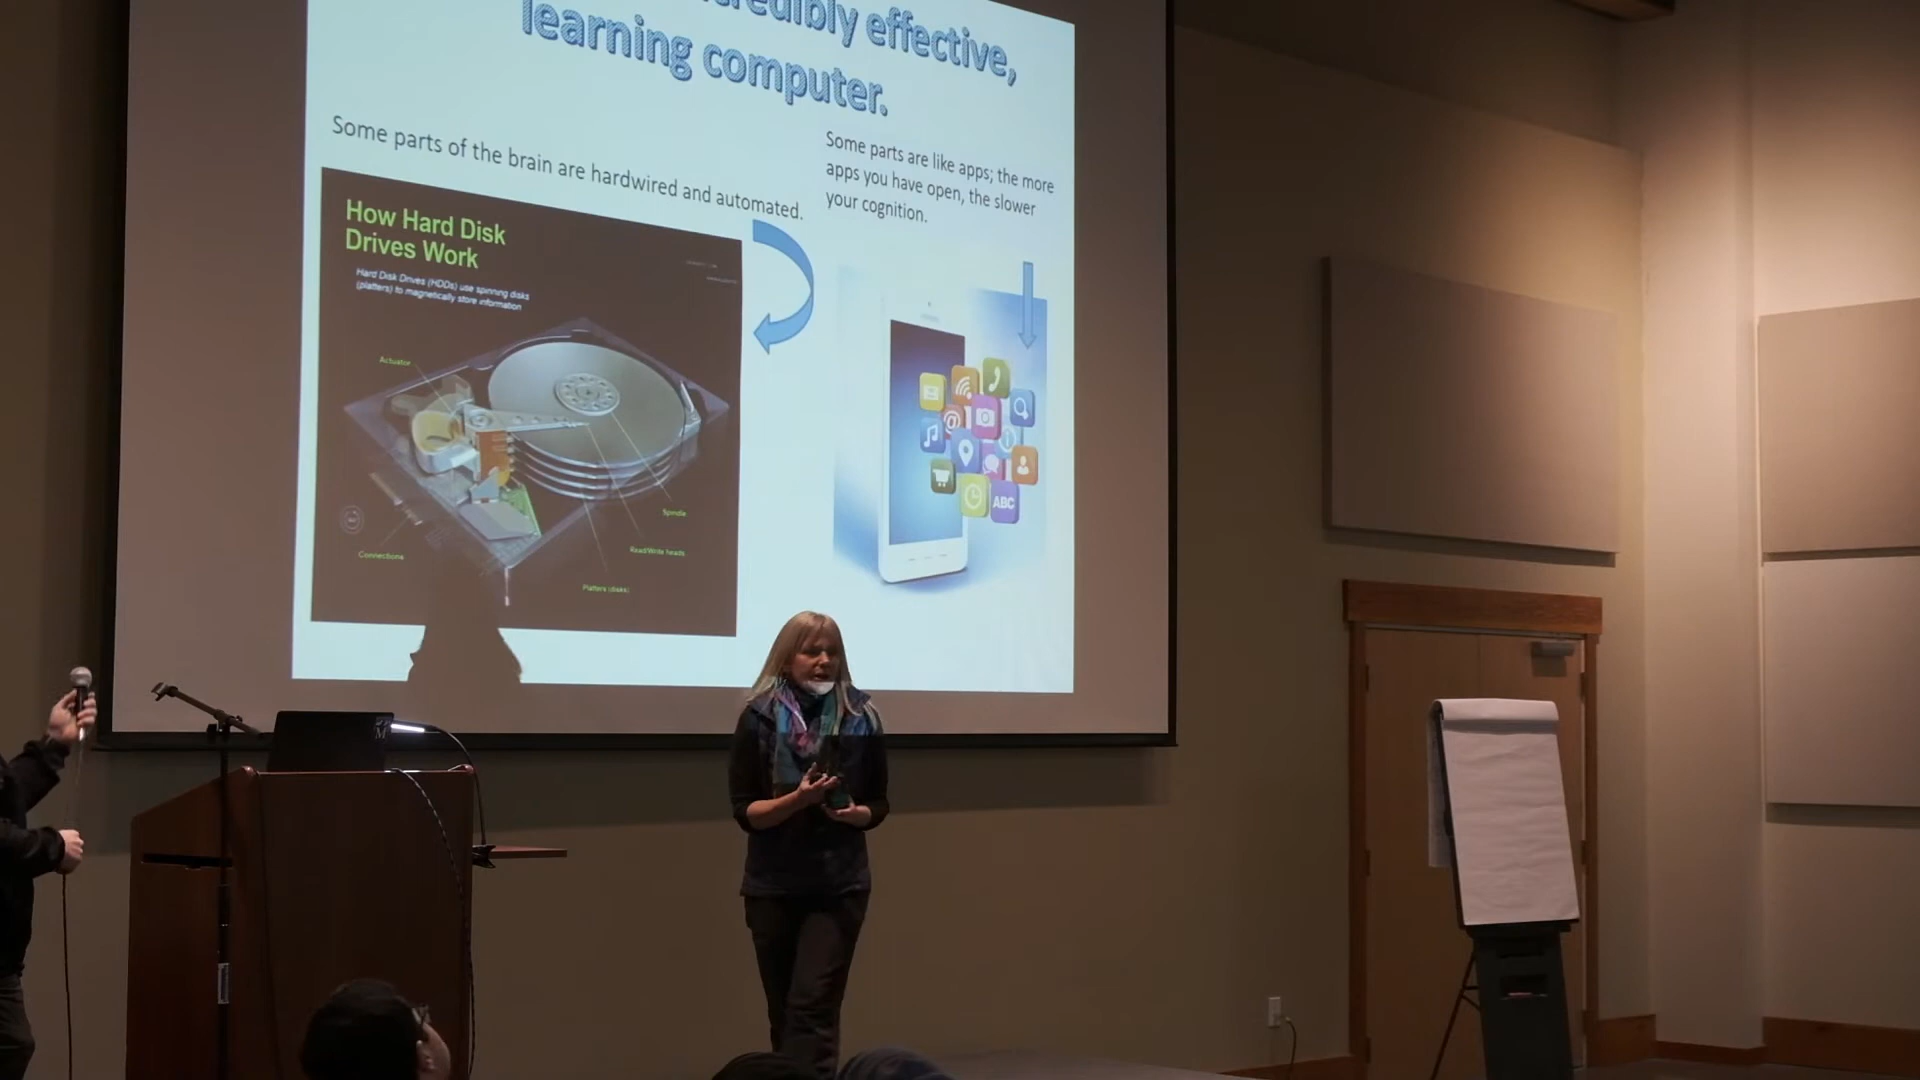 effective,
learning computer.
Some parts of the brain are hardwired and automated.
Some parts are like apps; the more
apps you have open, the slower
your cognition.
How Hard Disk
Drives Work
Hard Disk Drives (HDDs) use spinning disks
(platters) to magnetically store information
Actuator
Spindle
Connections
Read/Write heads
Platters (disks)
@
ABC
M